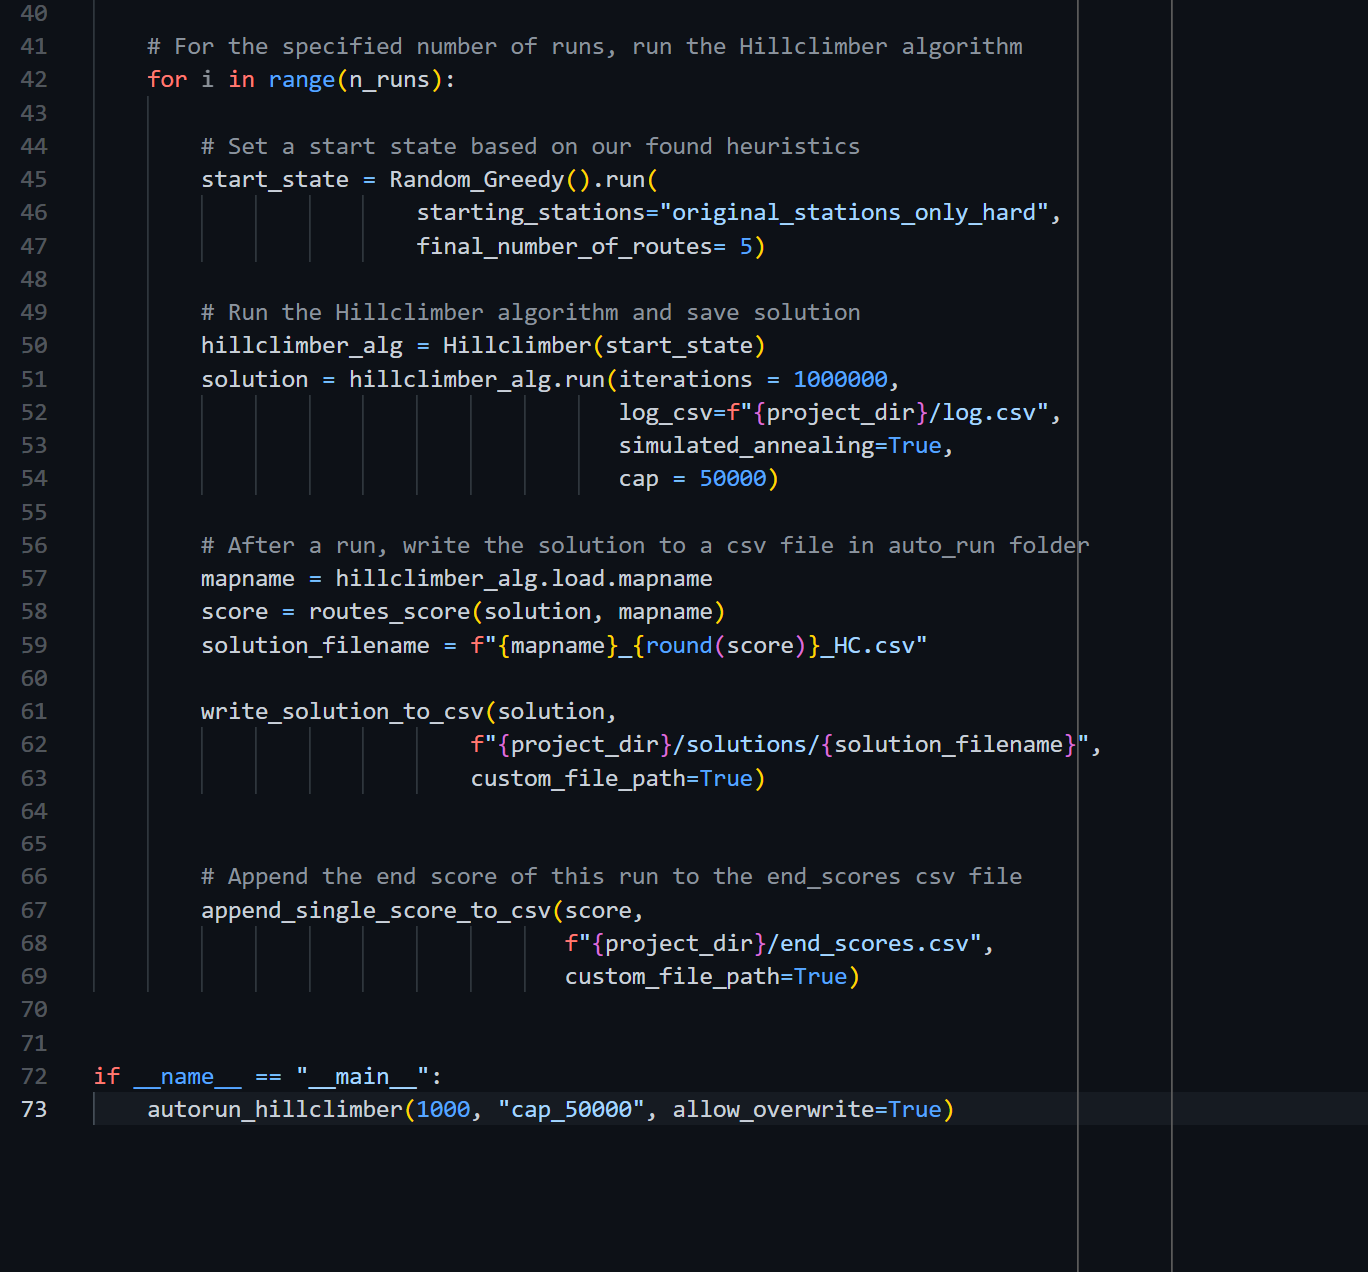 40
41 # For the specified number of runs, run the Hillclimber algorithm
42 for i in range(n_runs):
43
44 # Set a start state based on our found heuristics
45 start_state = Random_Greedy().run(
46 starting_stations="original_stations_only_hard",
47 final_number_of_routes= 5)
48
49 # Run the Hillclimber algorithm and save solution
50 hillclimber_alg = Hillclimber(start_state)
51 solution = hillclimber_alg.run(iterations = 1000000,
52 log_csv=f"{project_dir}/log.csv",
53 simulated_annealing=True,
54 cap = 50000)
55
56 # After a run, write the solution to a csv file in auto_run folder
57 mapname = hillclimber_alg.load.mapname
58 score = routes_score(solution, mapname)
59 solution_filename = f"{mapname}_{round(score)}_HC.csv"
60
61 write_solution_to_csv(solution,
62 f"{project_dir}/solutions/{solution_filename}",
63 custom_file_path=True)
64
65
66 # Append the end score of this run to the end_scores csv file
67 append_single_score_to_csv(score,
68 f"{project_dir}/end_scores.csv",
69 custom_file_path=True)
70
71
72 if __name__ == "__main__":
73 autorun_hillclimber(1000, "cap_50000", allow_overwrite=True)